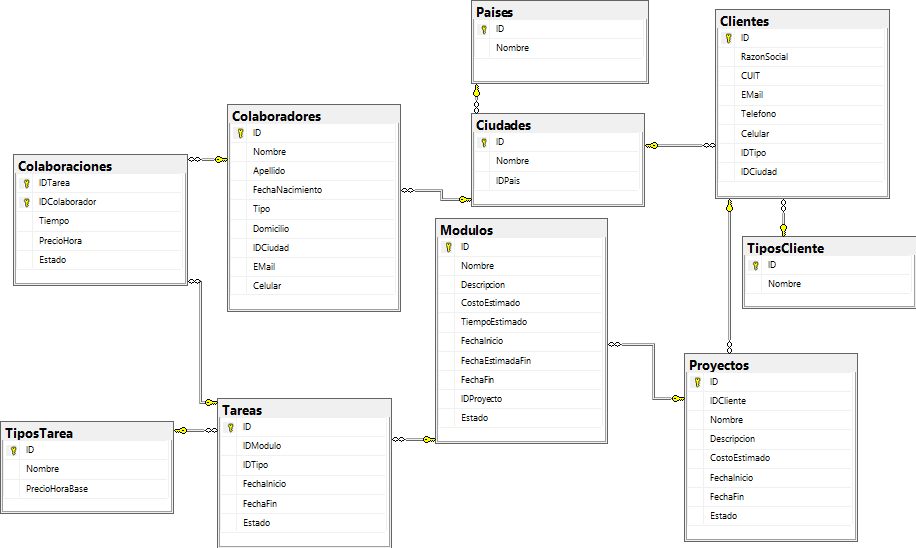 Paises
ID
Nombre
Clientes
ID
RazonSocial
CUIT
EMail
Telefono
Celular
IDTipo
IDCiudad
Colaboradores
ID
Nombre
Apellido
FechaNacimiento
Tipo
Domicilio
IDCiudad
EMail
Celular
Ciudades
ID
Nombre
IDPais
Colaboraciones
IDTarea
IDColaborador
Tiempo
PrecioHora
Estado
Modulos
ID
Nombre
Descripcion
CostoEstimado
TiempoEstimado
FechaInicio
FechaEstimadaFin
FechaFin
IDProyecto
Estado
TiposCliente
ID
Nombre
Proyectos
ID
IDCliente
Nombre
Descripcion
CostoEstimado
FechaInicio
FechaFin
Estado
Tareas
ID
IDModulo
IDTipo
FechaInicio
FechaFin
Estado
TiposTarea
ID
Nombre
PrecioHoraBase